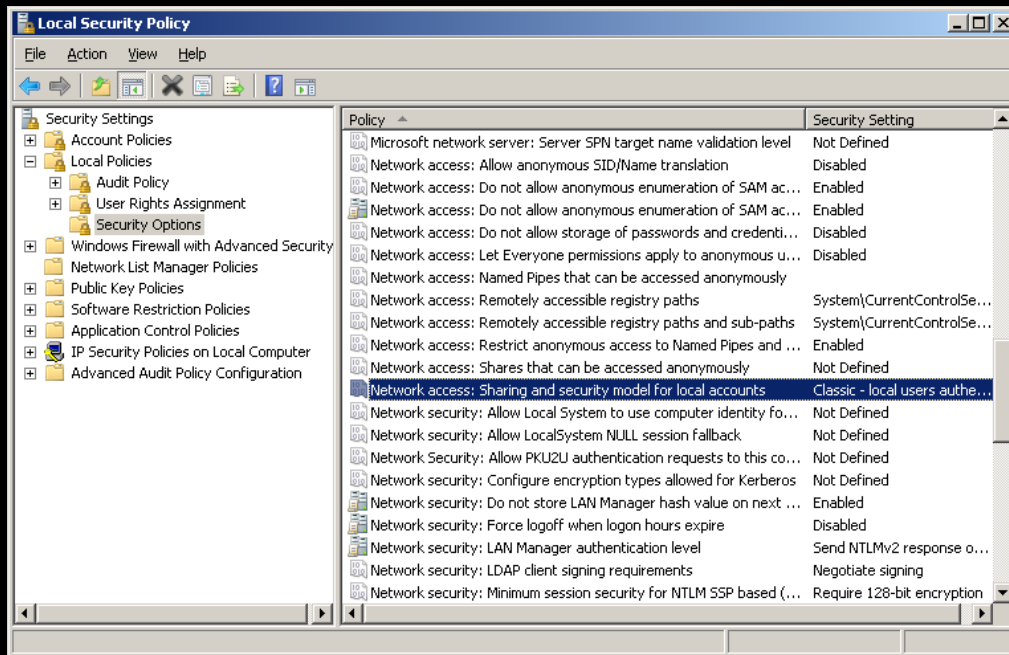 Local Security Policy
File Action View Help
Security Settings
Account Policies
Local Policies
Audit Policy
User Rights Assignment
Security Options
Windows Firewall with Advanced Security
Network List Manager Policies
Public Key Policies
Software Restriction Policies
Application Control Policies
IP Security Policies on Local Computer
Advanced Audit Policy Configuration
Policy Security Setting
Microsoft network server: Server SPN target name validation level Not Defined
Network access: Allow anonymous SID/Name translation Disabled
Network access: Do not allow anonymous enumeration of SAM ac... Enabled
Network access: Do not allow anonymous enumeration of SAM ac... Enabled
Network access: Do not allow storage of passwords and credenti... Disabled
Network access: Let Everyone permissions apply to anonymous u... Disabled
Network access: Named Pipes that can be accessed anonymously
Network access: Remotely accessible registry paths System\CurrentControlSe...
Network access: Remotely accessible registry paths and sub-paths System\CurrentControlSe...
Network access: Restrict anonymous access to Named Pipes and ... Enabled
Network access: Shares that can be accessed anonymously Not Defined
Network access: Sharing and security model for local accounts Classic - local users authe...
Network security: Allow Local System to use computer identity fo... Not Defined
Network security: Allow LocalSystem NULL session fallback Not Defined
Network Security: Allow PKU2U authentication requests to this co... Not Defined
Network security: Configure encryption types allowed for Kerberos Not Defined
Network security: Do not store LAN Manager hash value on next ... Enabled
Network security: Force logoff when logon hours expire Disabled
Network security: LAN Manager authentication level Send NTLMv2 response o...
Network security: LDAP client signing requirements Negotiate signing
Network security: Minimum session security for NTLM SSP based (... Require 128-bit encryption